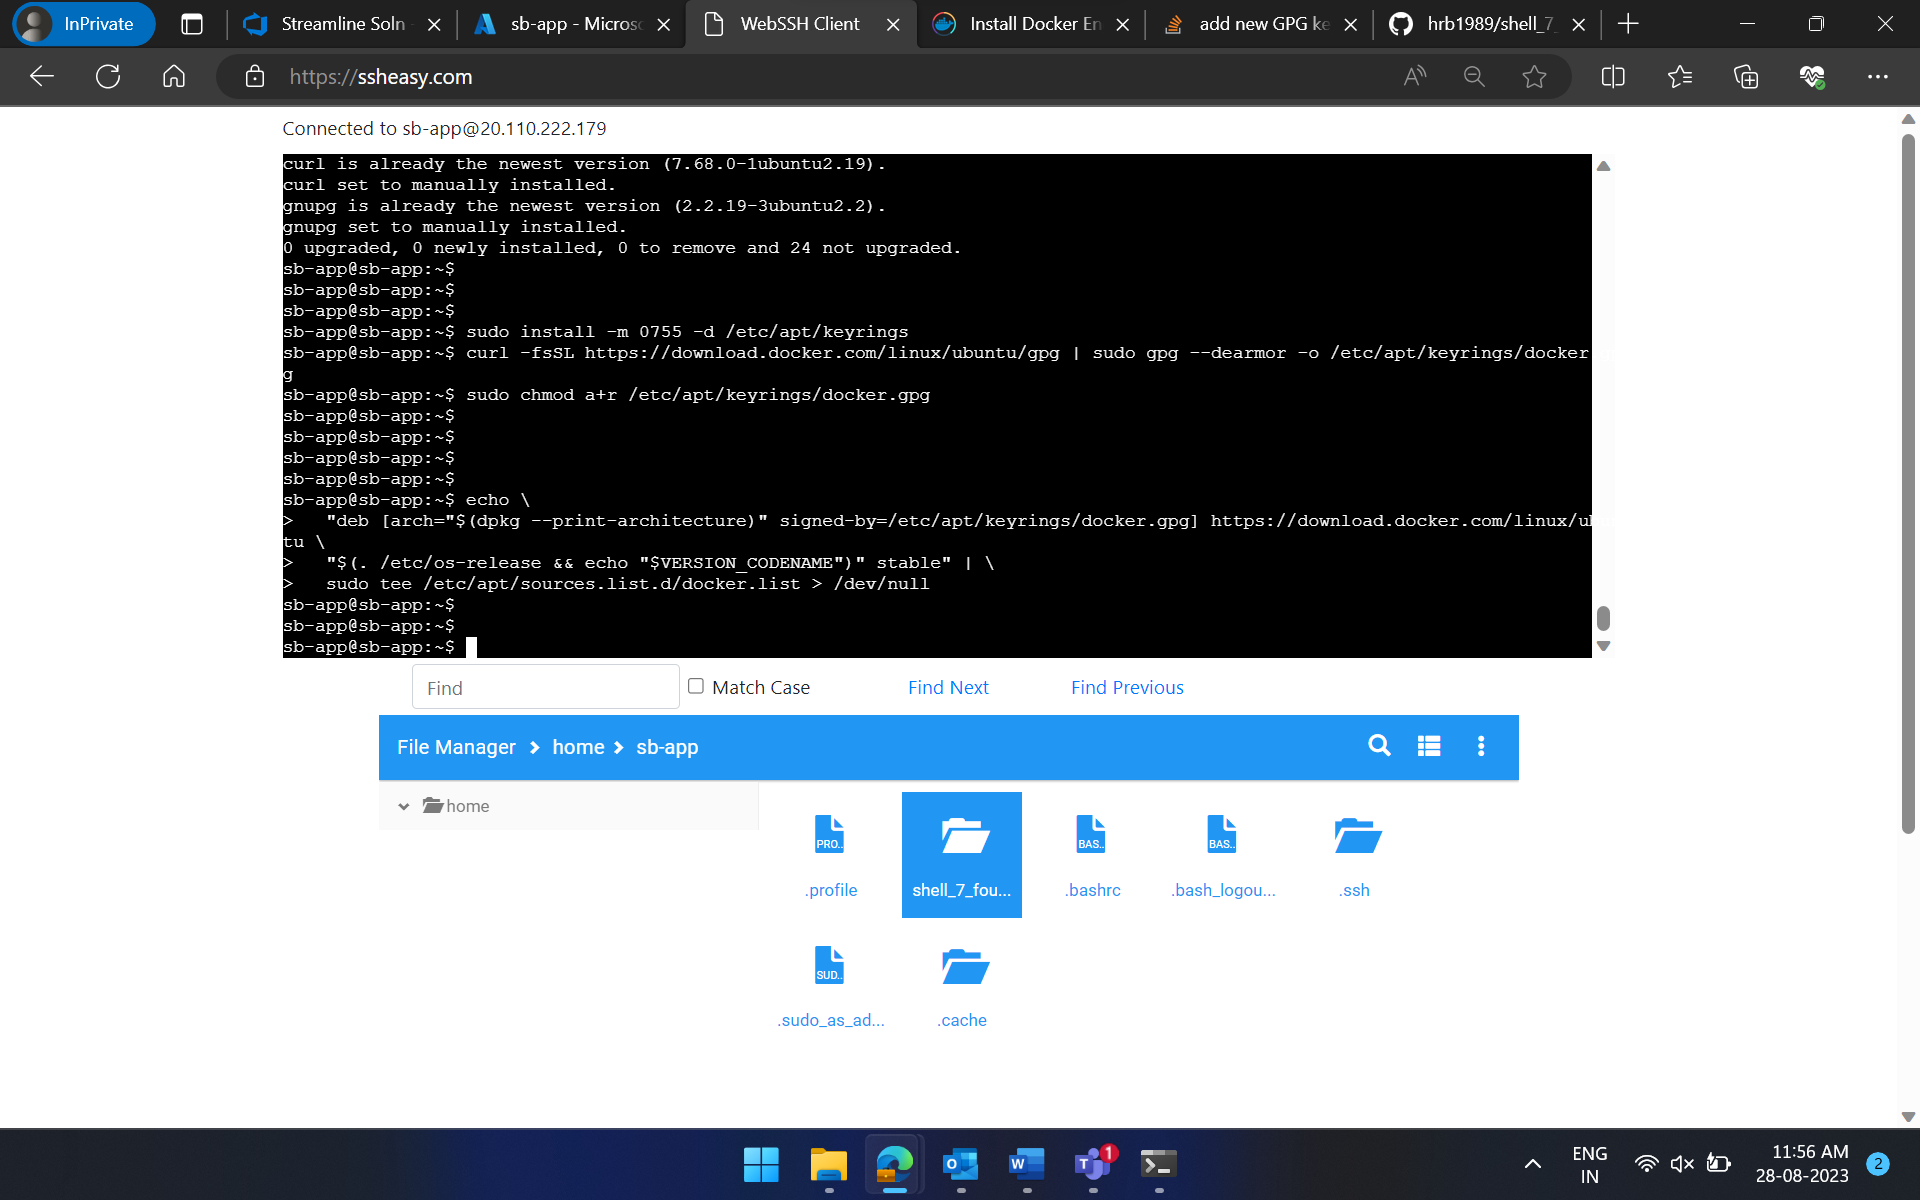 InPrivate
Streamline Soln
sb-app - Microso
WebSSH Client
Install Docker En
add new GPG ke
hrb1989/shell_7_
https://ssheasy.com
Connected to sb-app@20.110.222.179
curl is already the newest version (7.68.0-1ubuntu2.19).
curl set to manually installed.
gnupg is already the newest version (2.2.19-3ubuntu2.2).
gnupg set to manually installed.
0 upgraded, 0 newly installed, 0 to remove and 24 not upgraded.
sb-app@sb-app:~$
sb-app@sb-app:~$
sb-app@sb-app:~$
sb-app@sb-app:~$ sudo install -m 0755 -d /etc/apt/keyrings
sb-app@sb-app:~$ curl -fsSL https://download.docker.com/linux/ubuntu/gpg | sudo gpg --dearmor -o /etc/apt/keyrings/docker
g
sb-app@sb-app:~$ sudo chmod a+r /etc/apt/keyrings/docker.gpg
sb-app@sb-app:~$
sb-app@sb-app:~$
sb-app@sb-app:~$
sb-app@sb-app:~$
sb-app@sb-app:~$ echo \
>   "deb [arch="$(dpkg --print-architecture)" signed-by=/etc/apt/keyrings/docker.gpg] https://download.docker.com/linux/ub
tu \
>   "$(. /etc/os-release && echo "$VERSION_CODENAME")" stable" | \
>   sudo tee /etc/apt/sources.list.d/docker.list > /dev/null
sb-app@sb-app:~$
sb-app@sb-app:~$
sb-app@sb-app:~$
Find
Match Case
Find Next
Find Previous
File Manager > home > sb-app
home
PRO..
BAS..
BAS..
.profile
shell_7_fou...
.bashrc
.bash_logou...
.ssh
SUD..
.sudo_as_ad...
.cache
1
ENG
IN
11:56 AM
28-08-2023
2